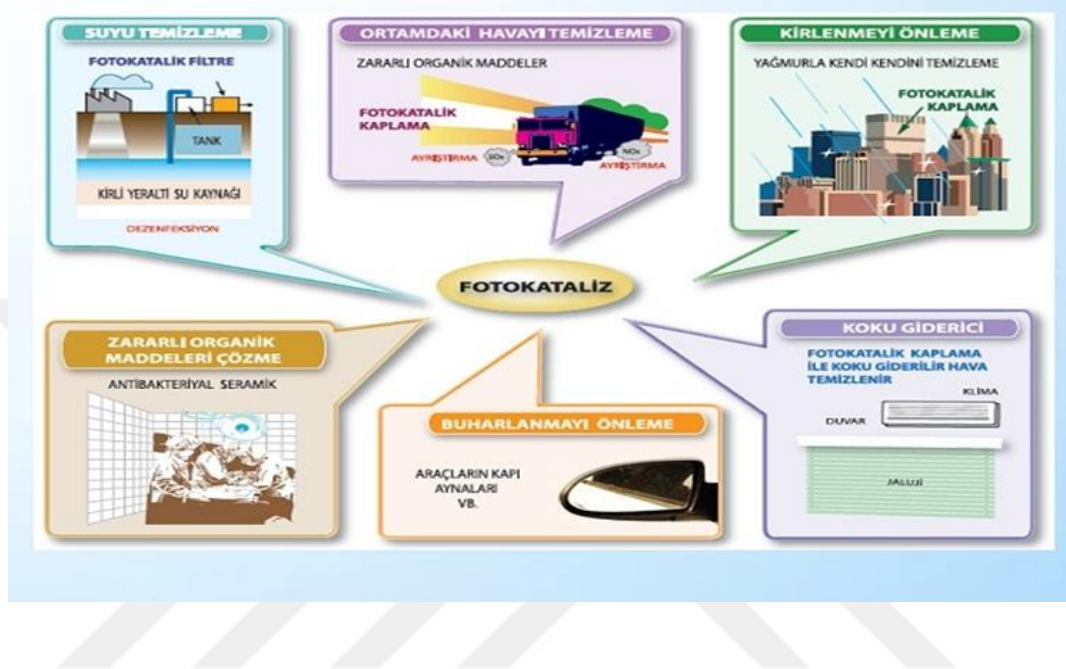 SUYU TEMİZLEME
FOTOKATALİK FİLTRE
TANK
KİRLİ YERALTI SU KAYNAĞI
DEZENFEKSİYON
ORTAMDAKİ HAVAYI TEMİZLEME
ZARARLI ORGANİK MADDELER
FOTOKATALİK
KAPLAMA
AYRIŞTIRMA
SOx
NOx
AYRIŞTIRMA
KİRLENMEYİ ÖNLEME
YAĞMURLA KENDİ KENDİNİ TEMİZLEME
FOTOKATALİK
KAPLAMA
FOTOKATALİZ
ZARARLI ORGANİK
MADDELERİ ÇÖZME
ANTİBAKTERİYAL SERAMİK
BUHARLANMAYI ÖNLEME
ARAÇLARIN KAPI
AYNALARI
VB.
KOKU GİDERİCİ
FOTOKATALİK KAPLAMA
İLE KOKU GİDERİLİR HAVA
TEMİZLENİR
KLİMA
DUVAR
JALUJİ